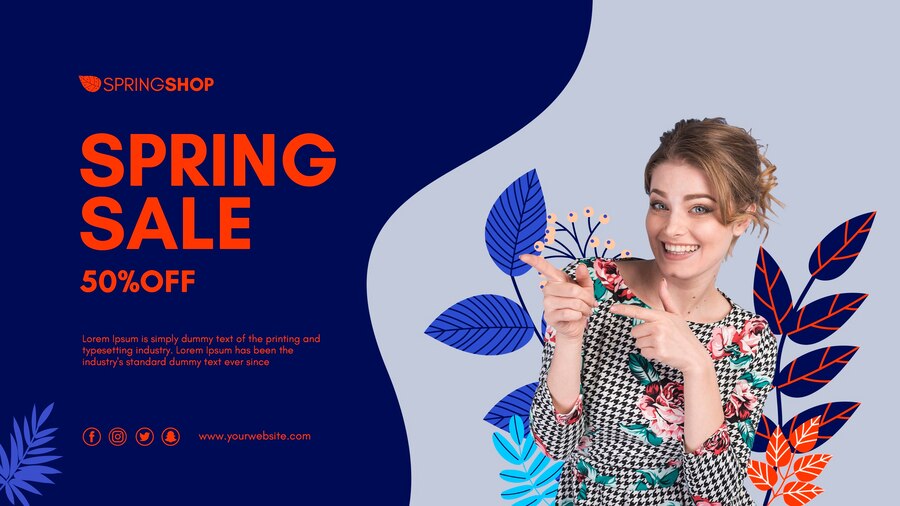 SPRINGSHOP
SPRING
SALE
50%OFF
Lorem Ipsum is simply dummy text of the printing and
typesetting industry. Lorem Ipsum has been the
industry's standard dummy text ever since
www.yourwebsite.com